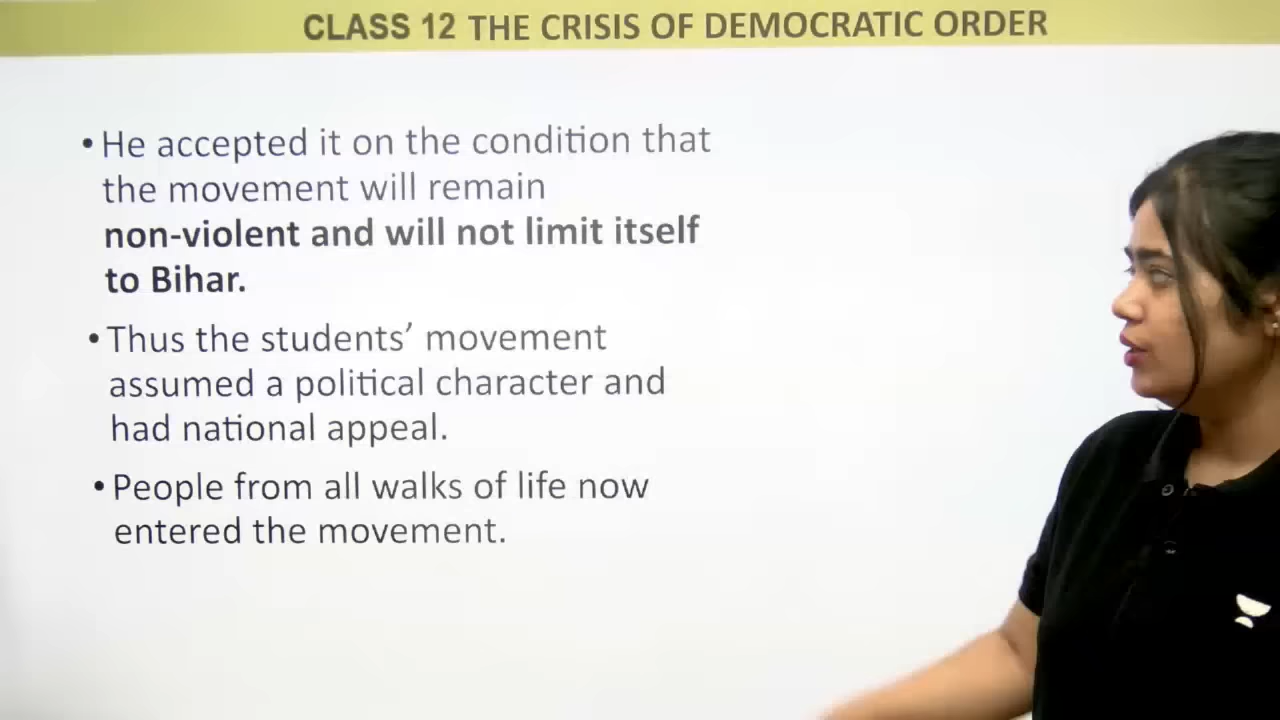 CLASS 12 THE CRISIS OF DEMOCRATIC ORDER
• He accepted it on the condition that
the movement will remain
non-violent and will not limit itself
to Bihar.
• Thus the students’ movement
assumed a political character and
had national appeal.
• People from all walks of life now
entered the movement.